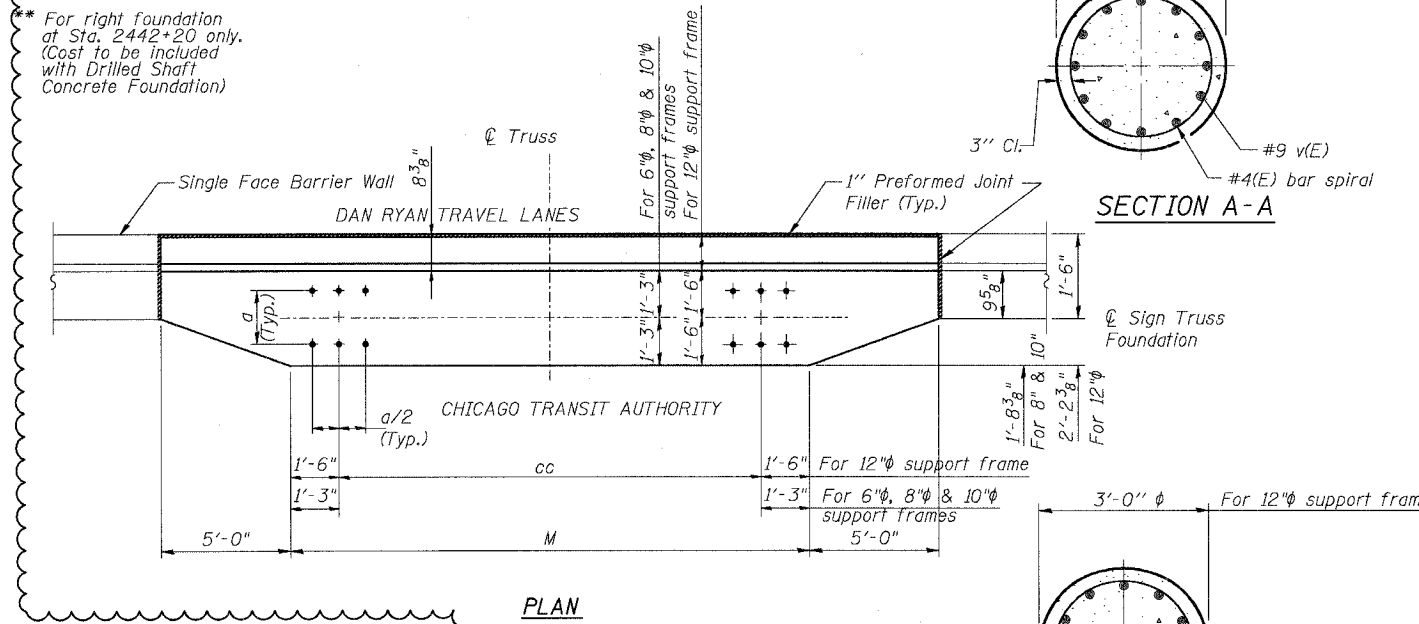 ** For right foundation
at Sta. 2442+20 only.
(Cost to be included
with Drilled Shaft
Concrete Foundation)
℄ Truss
Single Face Barrier Wall
8 3/8"
DAN RYAN TRAVEL LANES
For 6"ϕ, 8"ϕ & 10"ϕ
support frames
For 12"ϕ support frame
1" Preformed Joint
Filler (Typ.)
3" Cl.
#9 v(E)
#4(E) bar spiral
SECTION A-A
a
(Typ.)
1'-3"
1'-3"
1'-6"
1'-6"
9 5/8"
1'-6"
℄ Sign Truss
Foundation
a/2
(Typ.)
CHICAGO TRANSIT AUTHORITY
1'-8 3/8"
For 8" & 10"
2'-2 3/8"
For 12"ϕ
1'-6"
cc
1'-6"
For 12"ϕ support frame
1'-3"
1'-3"
For 6"ϕ, 8"ϕ & 10"ϕ
support frames
5'-0"
M
5'-0"
3'-0" ϕ
For 12"ϕ support fram
PLAN